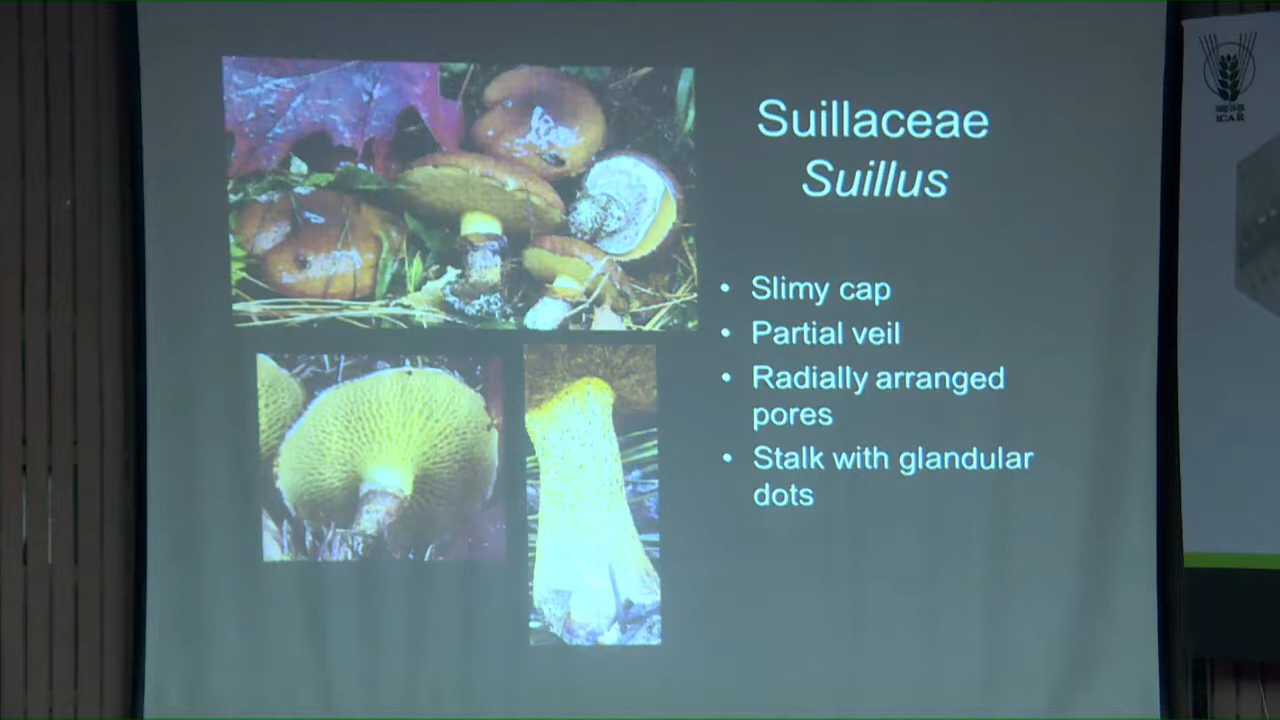 Suillaceae
Suillus
• Slimy cap
• Partial veil
• Radially arranged
pores
• Stalk with glandular
dots
ICAR